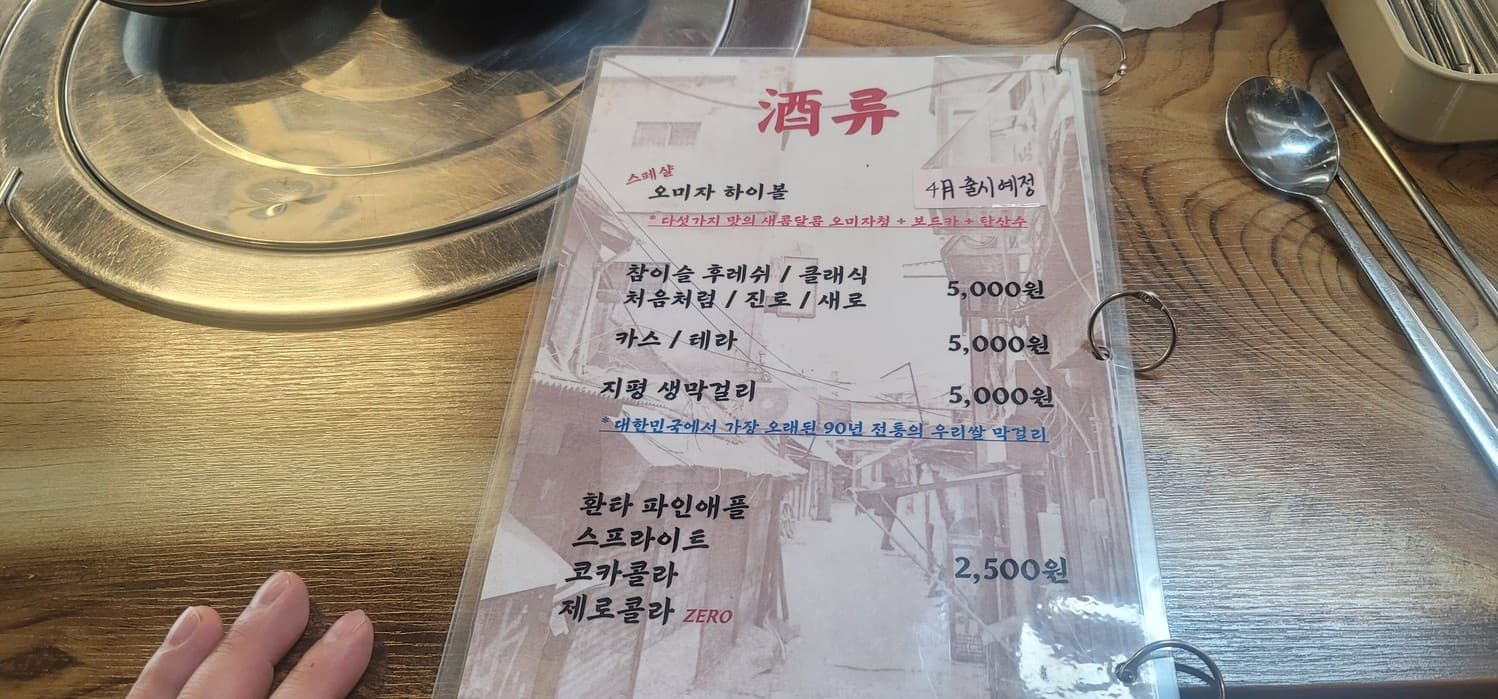 酒류
스페샬
오미자 하이볼 4月 출시예정
* 다섯가지 맛의 새콤달콤 오미자청 + 보드카 + 탄산수
참이슬 후레쉬 / 클래식
처음처럼 / 진로 / 새로 5,000원
카스 / 테라 5,000원
지평 생막걸리 5,000원
* 대한민국에서 가장 오래된 90년 전통의 우리쌀 막걸리
환타 파인애플
스프라이트
코카콜라 2,500원
제로콜라 ZERO